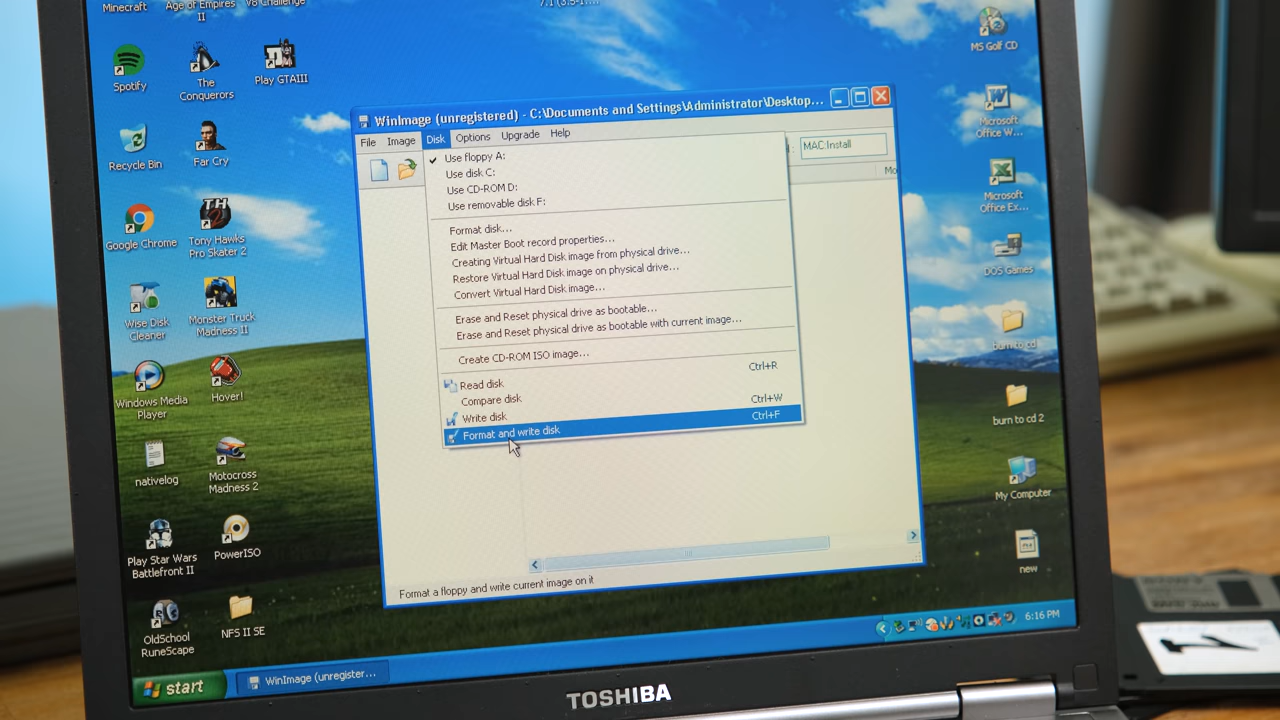 Minecraft
Age of Empires
II
V8 Challenge
7.1 (3.5-1....
Spotify
The
Conquerors
Play GTAIII
MS Golf CD
WinImage (unregistered) - C:\Documents and Settings\Administrator\Desktop...
File Image Disk Options Upgrade Help
MAC Install
Mo
Use floppy A:
Use disk C:
Use CD-ROM D:
Use removable disk F:
Format disk...
Edit Master Boot record properties...
Creating Virtual Hard Disk image from physical drive...
Restore Virtual Hard Disk image on physical drive...
Convert Virtual Hard Disk image...
Erase and Reset physical drive as bootable...
Erase and Reset physical drive as bootable with current image...
Create CD-ROM ISO image...
Read disk Ctrl+R
Compare disk
Write disk Ctrl+W
Format and write disk Ctrl+F
Format a floppy and write current image on it
Recycle Bin
Far Cry
Google Chrome
TH
Tony Hawks
Pro Skater 2
Wise Disk
Cleaner
Monster Truck
Madness II
Windows Media
Player
Hover!
nativelog
Motocross
Madness 2
Play Star Wars
Battlefront II
PowerISO
OldSchool
RuneScape
NFS II SE
Microsoft
Office W...
Microsoft
Office Ex...
DOS Games
burn to cd
burn to cd 2
My Computer
new
start
WinImage (unregister...
6:16 PM
TOSHIBA
1